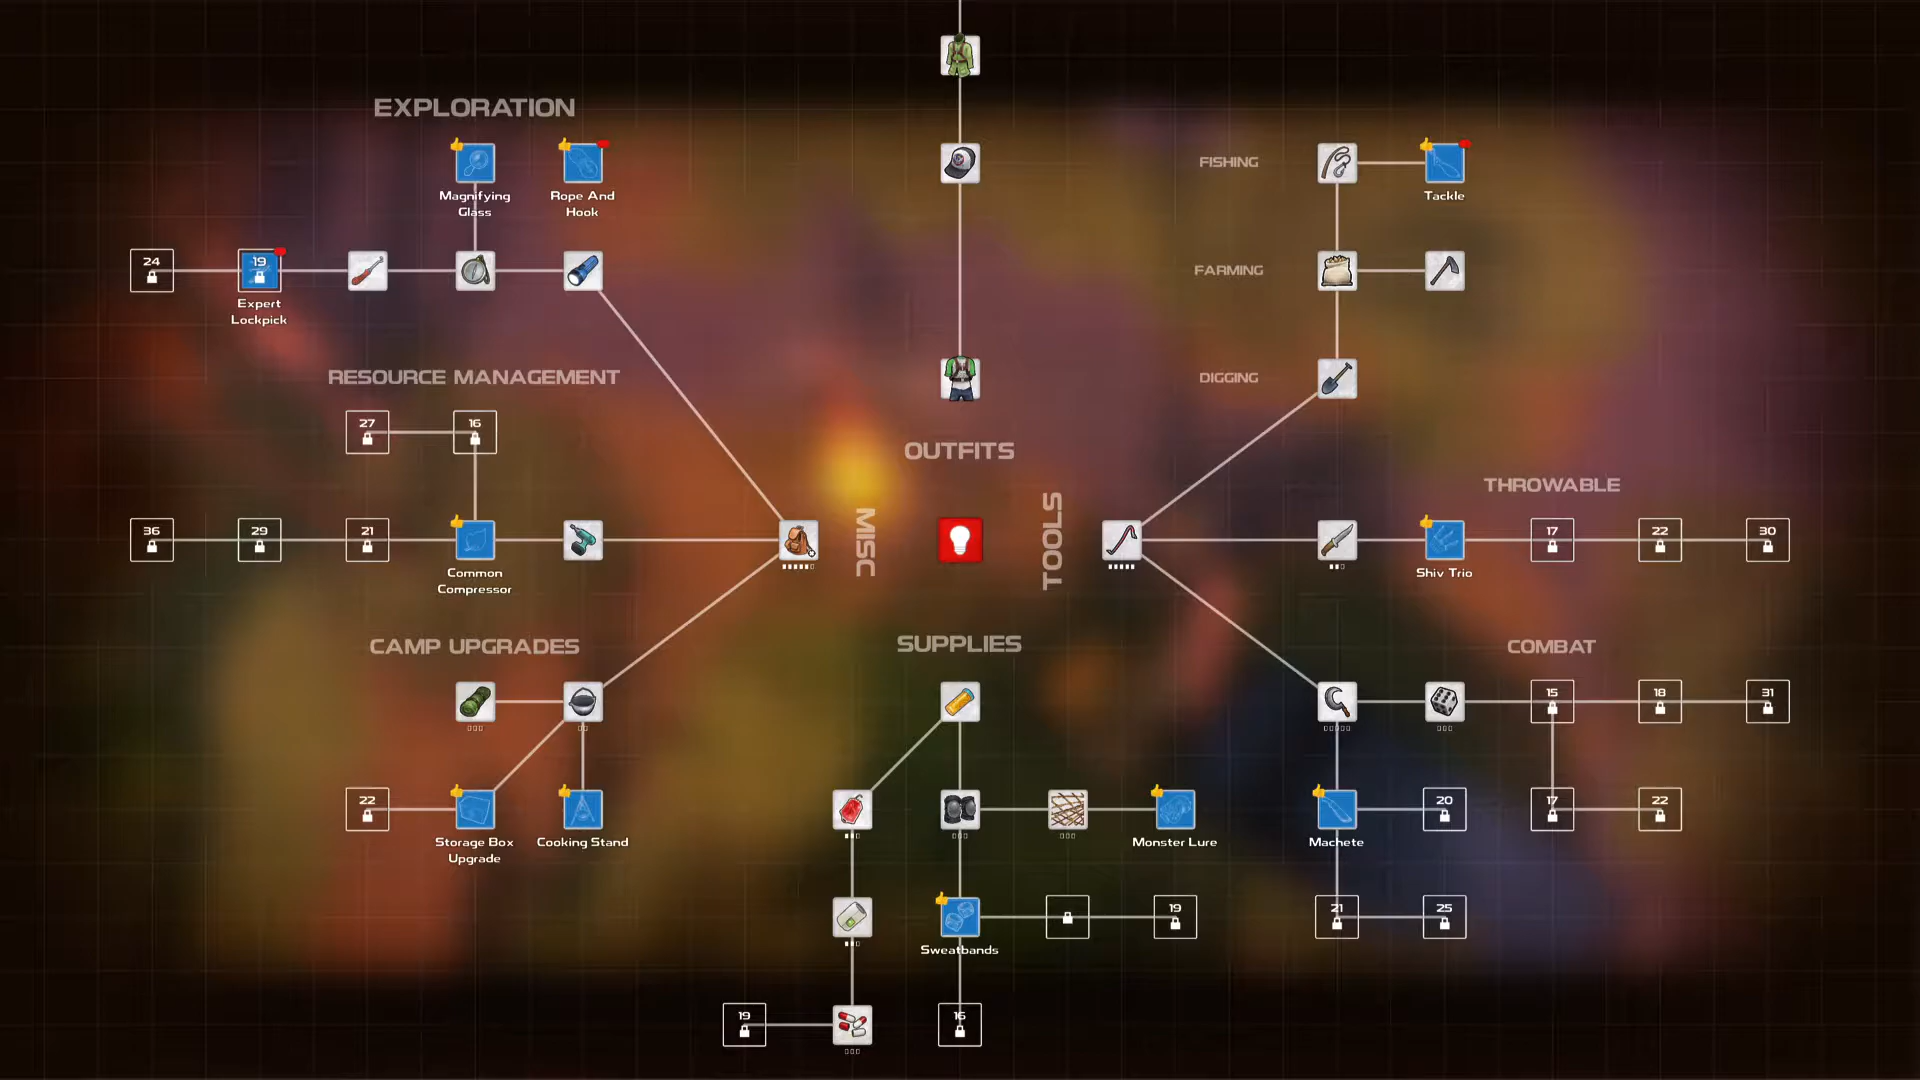 EXPLORATION
Magnifying
Glass
Rope And
Hook
FISHING
Tackle
24
19
Expert
Lockpick
FARMING
RESOURCE MANAGEMENT
DIGGING
27
16
OUTFITS
THROWABLE
36
29
21
Common
Compressor
MISC
TOOLS
Shiv Trio
17
22
30
CAMP UPGRADES
SUPPLIES
COMBAT
15
18
31
22
Storage Box
Upgrade
Cooking Stand
Monster Lure
Machete
20
17
22
Sweatbands
19
21
25
19
16